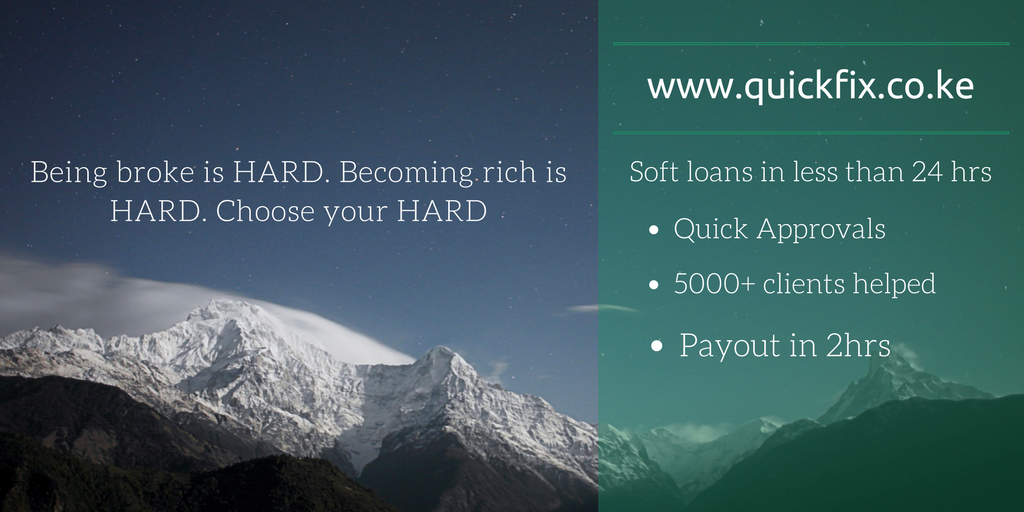 Being broke is HARD. Becoming rich is
HARD. Choose your HARD
www.quickfix.co.ke
Soft loans in less than 24 hrs
• Quick Approvals
• 5000+ clients helped
• Payout in 2hrs